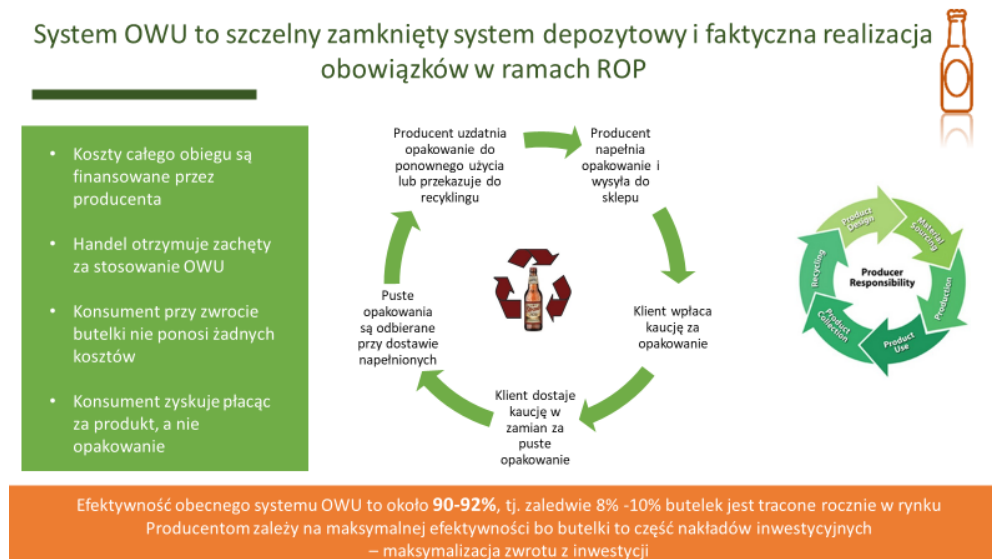 System OWU to szczelny zamknięty system depozytowy i faktyczna realizacja
obowiązków w ramach ROP
• Koszty całego obiegu są
finansowane przez
producenta
• Handel otrzymuje zachęty
za stosowanie OWU
• Konsument przy zwrocie
butelki nie ponosi żadnych
kosztów
• Konsument zyskuje płacąc
za produkt, a nie
opakowanie
Producent uzdatnia
opakowanie do
ponownego użycia
lub przekazuje do
recyklingu
Producent
napełnia
opakowanie i
wysyła do
sklepu
Klient wpłaca
kaucję za
opakowanie
Klient dostaje
kaucję w
zamian za
puste
opakowanie
Puste
opakowania
są odbierane
przy dostawie
napełnionych
Product
Design
Material
Sourcing
Production
Product
Use
Product
Collection
Recycling
Producer
Responsibility
Efektywność obecnego systemu OWU to około 90-92%, tj. zaledwie 8% -10% butelek jest tracone rocznie w rynku
Producentom zależy na maksymalnej efektywności bo butelki to część nakładów inwestycyjnych
– maksymalizacja zwrotu z inwestycji